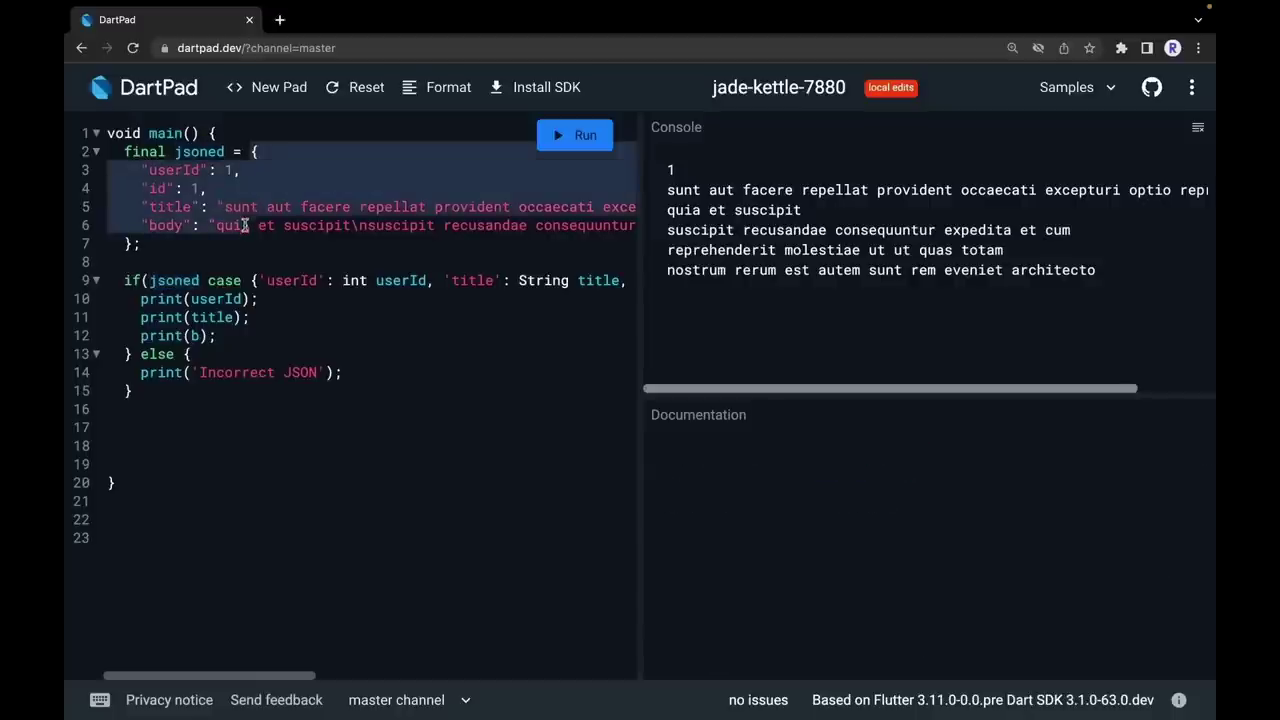 DartPad
dartpad.dev/?channel=master
R
DartPad
New Pad
Reset
Format
Install SDK
jade-kettle-7880
local edits
Samples
Run
1 void main() {
2 final jsoned = {
3 "userId": 1,
4 "id": 1,
5 "title": "sunt aut facere repellat provident occaecati exce
6 "body": "quia et suscipit\nsuscipit recusandae consequuntur
7 };
8
9 if(jsoned case {'userId': int userId, 'title': String title,
10 print(userId);
11 print(title);
12 print(b);
13 } else {
14 print('Incorrect JSON');
15 }
16
17
18
19
20 }
21
22
23
Console
1
sunt aut facere repellat provident occaecati excepturi optio repr
quia et suscipit
suscipit recusandae consequuntur expedita et cum
reprehenderit molestiae ut ut quas totam
nostrum rerum est autem sunt rem eveniet architecto
Documentation
Privacy notice
Send feedback
master channel
no issues
Based on Flutter 3.11.0-0.0.pre Dart SDK 3.1.0-63.0.dev